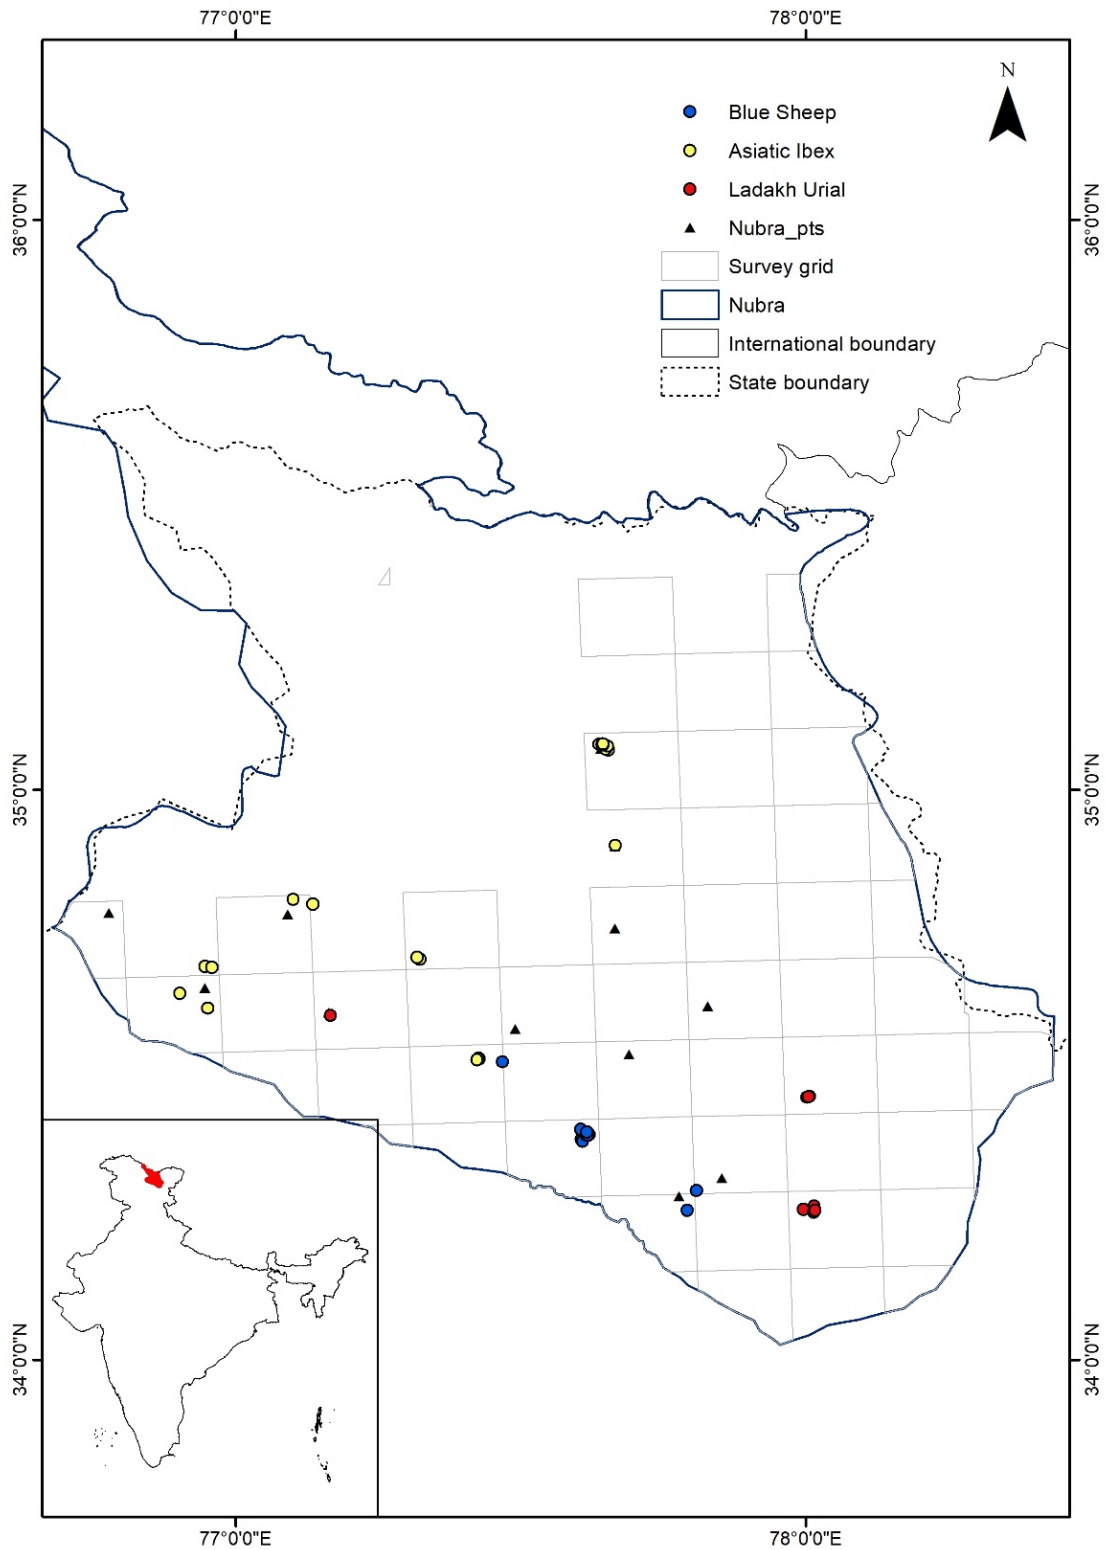 77°0'0"E
78°0'0"E
N
Blue Sheep
Asiatic Ibex
Ladakh Urial
Nubra_pts
Survey grid
Nubra
International boundary
State boundary
36°0'0"N
36°0'0"N
35°0'0"N
35°0'0"N
34°0'0"N
34°0'0"N
77°0'0"E
78°0'0"E